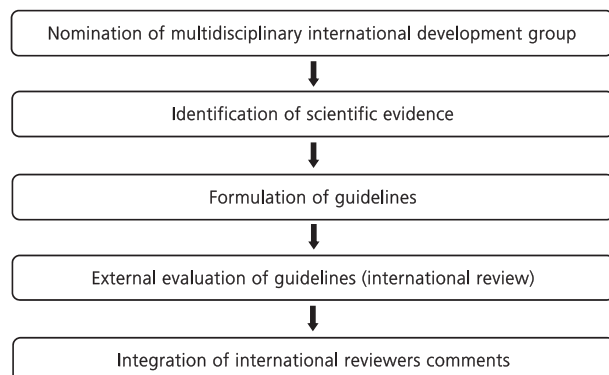 Nomination of multidisciplinary international development group
Identification of scientific evidence
Formulation of guidelines
External evaluation of guidelines (international review)
Integration of international reviewers comments